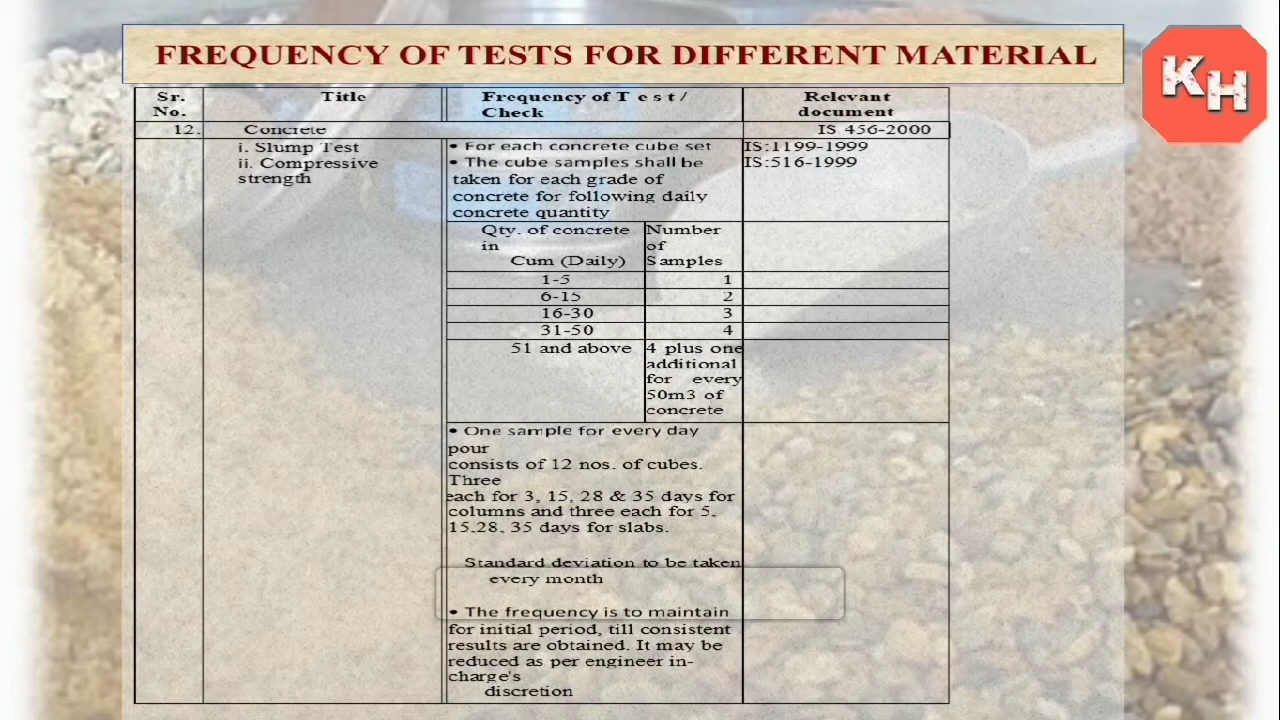 FREQUENCY OF TESTS FOR DIFFERENT MATERIAL
KH
Sr. No. Title Frequency of T e s t / Check Relevant document
12. Concrete IS 456-2000
i. Slump Test
ii. Compressive
strength
• For each concrete cube set
• The cube samples shall be
taken for each grade of
concrete for following daily
concrete quantity
IS:1199-1999
IS:516-1999
Qty. of concrete in Cum (Daily) Number of Samples
1-5 1
6-15 2
16-30 3
31-50 4
51 and above 4 plus one
additional
for every
50m3 of
concrete
• One sample for every day
pour
consists of 12 nos. of cubes.
Three
each for 3, 15, 28 & 35 days for
columns and three each for 5,
15,28, 35 days for slabs.
Standard deviation to be taken
every month
• The frequency is to maintain
for initial period, till consistent
results are obtained. It may be
reduced as per engineer in-
charge's
discretion